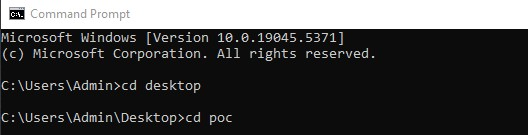 Command Prompt
Microsoft Windows [Version 10.0.19045.5371]
(c) Microsoft Corporation. All rights reserved.
C:\Users\Admin>cd desktop
C:\Users\Admin\Desktop>cd poc